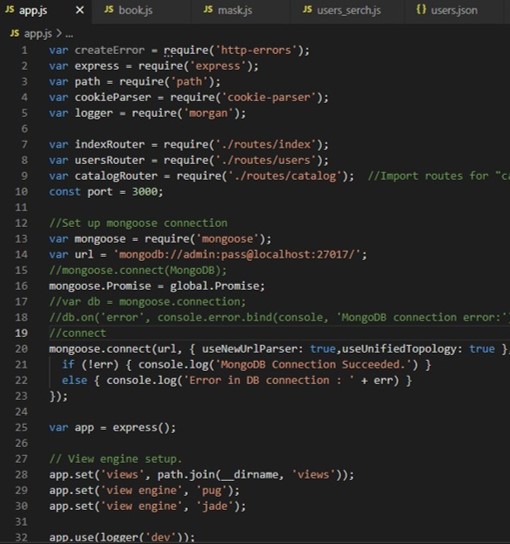 JS app.js × JS book.js JS mask.js JS users_serch.js {} users.json
JS app.js > ...
1 var createError = require('http-errors');
2 var express = require('express');
3 var path = require('path');
4 var cookieParser = require('cookie-parser');
5 var logger = require('morgan');
6
7 var indexRouter = require('./routes/index');
8 var usersRouter = require('./routes/users');
9 var catalogRouter = require('./routes/catalog'); //Import routes for "ca
10 const port = 3000;
11
12 //Set up mongoose connection
13 var mongoose = require('mongoose');
14 var url = 'mongodb://admin:pass@localhost:27017/';
15 //mongoose.connect(MongoDB);
16 mongoose.Promise = global.Promise;
17 //var db = mongoose.connection;
18 //db.on('error', console.error.bind(console, 'MongoDB connection error:'
19 //connect
20 mongoose.connect(url, { useNewUrlParser: true,useUnifiedTopology: true }
21 if (!err) { console.log('MongoDB Connection Succeeded.') }
22 else { console.log('Error in DB connection : ' + err) }
23 });
24
25 var app = express();
26
27 // View engine setup.
28 app.set('views', path.join(__dirname, 'views'));
29 app.set('view engine', 'pug');
30 app.set('view engine', 'jade');
31
32 app.use(logger('dev'));